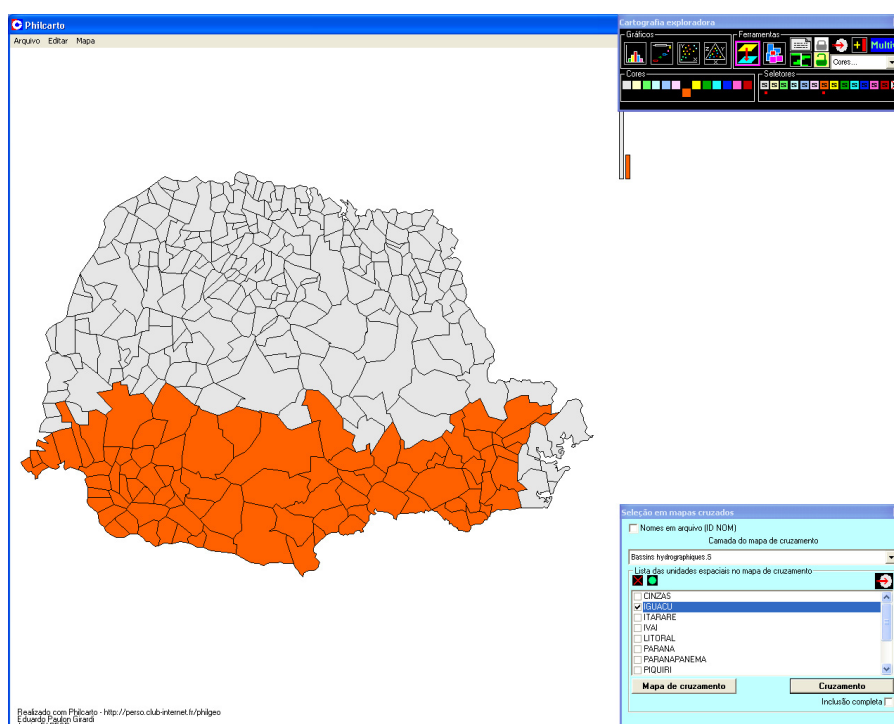 Philcarto
Arquivo Editar Mapa
Cartografia exploradora
Gráficos
Ferramentas
Multiv
Cores...
Cores
Seletores
S S S S S S S S S S S S S
Seleção em mapas cruzados
Nomes em arquivo (ID NOM)
Camada do mapa de cruzamento
Bassins hydrographiques.S
Lista das unidades espaciais no mapa de cruzamento
CINZAS
IGUACU
ITARARE
IVAI
LITORAL
PARANA
PARANAPANEMA
PIQUIRI
Mapa de cruzamento
Cruzamento
Inclusão completa
Realizado com Philcarto - http://perso.club-internet.fr/philgeo
Eduardo Paulon Girardi